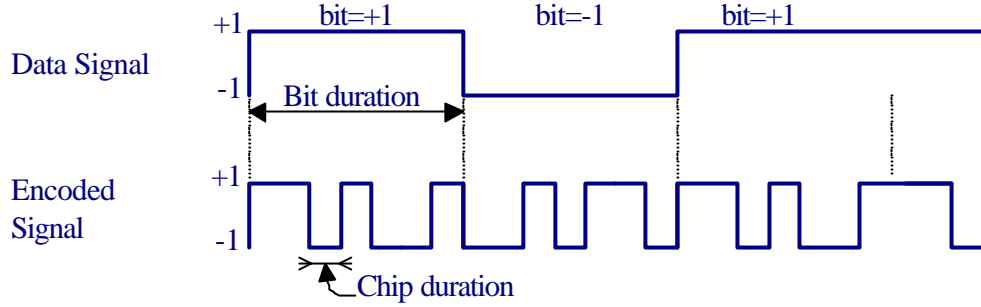 bit=+1 bit=-1 bit=+1
+1
Data Signal
-1
Bit duration
+1
Encoded
Signal
-1
Chip duration